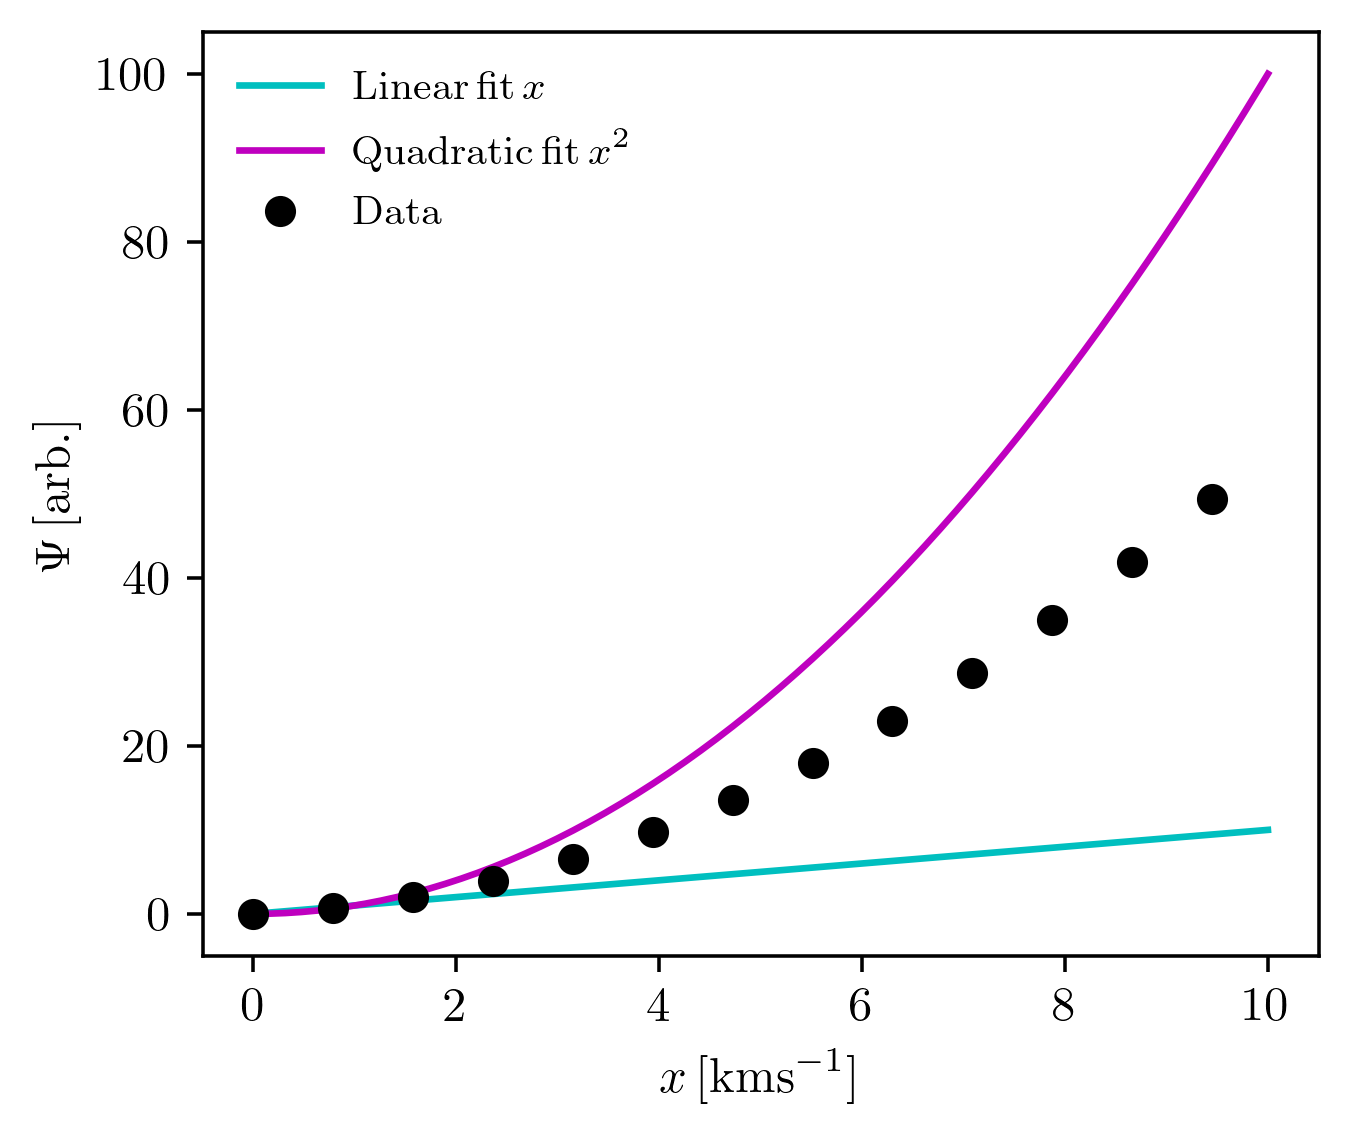 Linear fit x
Quadratic fit x²
Data
100
80
60
40
20
0
Ψ [arb.]
0 2 4 6 8 10
x [kms⁻¹]